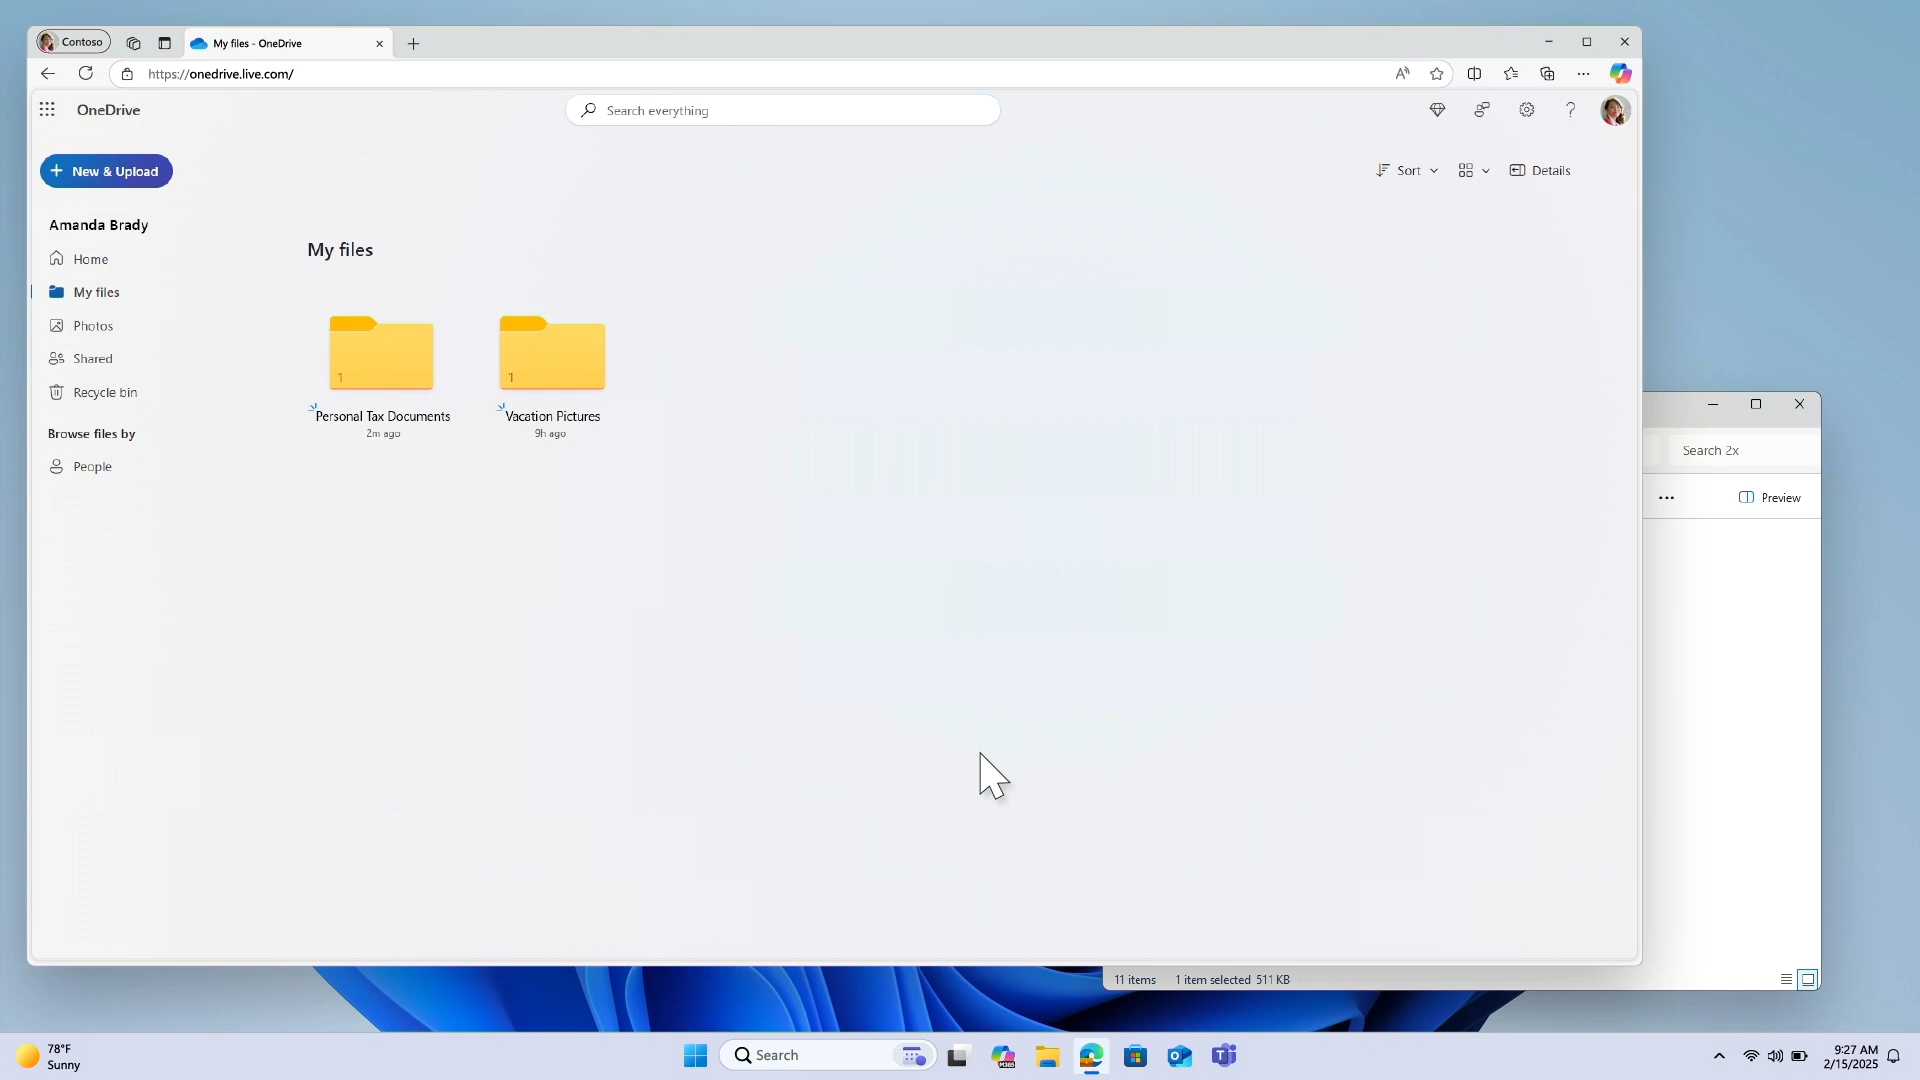 Contoso
My files - OneDrive
https://onedrive.live.com/
OneDrive
Search everything
New & Upload
Sort
Details
Amanda Brady
Home
My files
Photos
Shared
Recycle bin
Browse files by
People
My files
1
1
Personal Tax Documents
Vacation Pictures
2m ago
9h ago
Search 2x
Preview
11 items 1 item selected 511 KB
78°F
Sunny
Search
M365
9:27 AM
2/15/2025